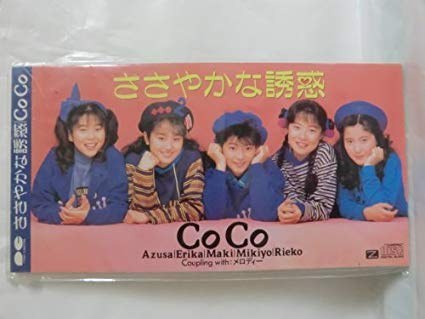 ささやかな誘惑 CoCo
ささやかな誘惑
CoCo
Azusa|Erika|Maki|Mikiyo|Rieko
Coupling with:メロディー